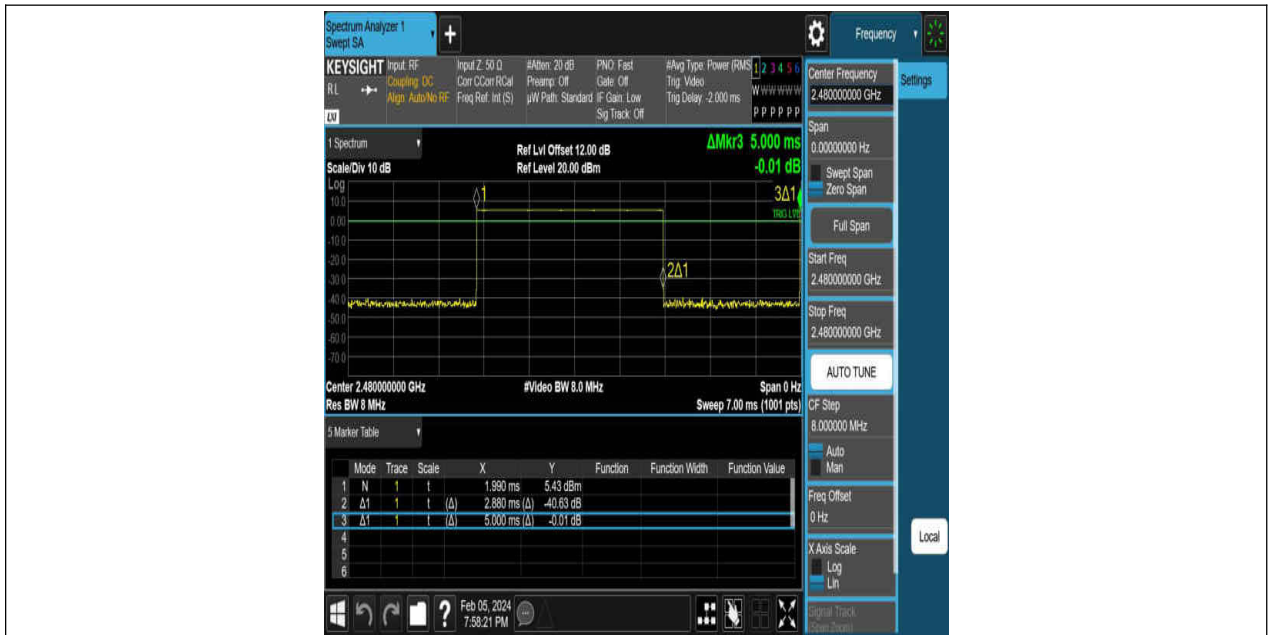 Spectrum Analyzer 1
Swept SA
+
Frequency
KEYSIGHT
RL
LXI
Input: RF
Coupling: DC
Align: Auto/No RF
Input Z: 50 Ω
Corr CCorr RCal
Freq Ref: Int (S)
#Atten: 20 dB
Preamp: Off
µW Path: Standard
PNO: Fast
Gate: Off
IF Gain: Low
Sig Track: Off
#Avg Type: Power (RMS
Trig: Video
Trig Delay: -2.000 ms
1 2 3 4 5 6
W W W W W W
P P P P P P
1 Spectrum
Scale/Div 10 dB
Ref Lvl Offset 12.00 dB
Ref Level 20.00 dBm
ΔMkr3 5.000 ms
-0.01 dB
Log
10.0
0.00
-10.0
-20.0
-30.0
-40.0
-50.0
-60.0
-70.0
1
3Δ1
TRIG LVL
2Δ1
Center 2.480000000 GHz
#Video BW 8.0 MHz
Span 0 Hz
Res BW 8 MHz
Sweep 7.00 ms (1001 pts)
5 Marker Table
Mode Trace Scale X Y Function Function Width Function Value
1 N 1 t 1.990 ms 5.43 dBm
2 Δ1 1 t (Δ) 2.880 ms (Δ) -40.63 dB
3 Δ1 1 t (Δ) 5.000 ms (Δ) -0.01 dB
4
5
6
?
Feb 05, 2024
7:58:21 PM
Center Frequency
2.480000000 GHz
Settings
Span
0.00000000 Hz
Swept Span
Zero Span
Full Span
Start Freq
2.480000000 GHz
Stop Freq
2.480000000 GHz
AUTO TUNE
CF Step
8.000000 MHz
Auto
Man
Freq Offset
0 Hz
X Axis Scale
Log
Lin
Signal Track
(Span Zoom)
Local